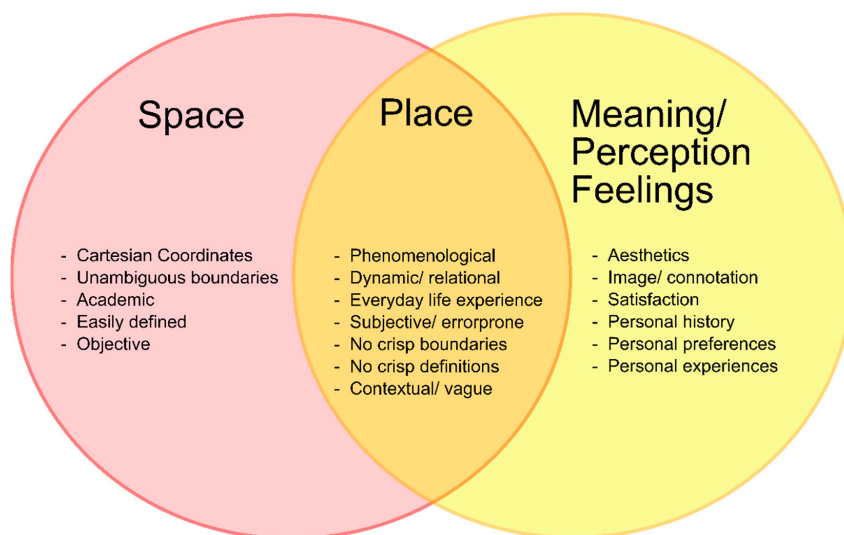 Space
- Cartesian Coordinates
- Unambiguous boundaries
- Academic
- Easily defined
- Objective
Place
- Phenomenological
- Dynamic/ relational
- Everyday life experience
- Subjective/ errorprone
- No crisp boundaries
- No crisp definitions
- Contextual/ vague
Meaning/
Perception
Feelings
- Aesthetics
- Image/ connotation
- Satisfaction
- Personal history
- Personal preferences
- Personal experiences